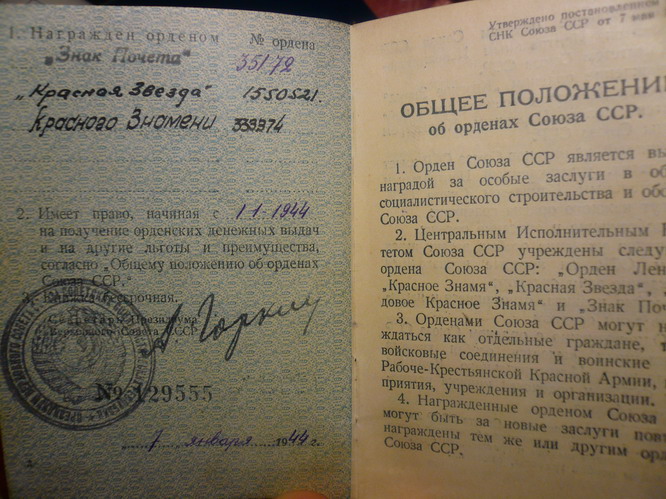 1. Награжден орденом № ордена
„Знак Почета" 35172
„Красная Звезда" 1550521.
Красного Знамени
2. Имеет право, начиная с 1.1.1944
на получение орденских денежных выдач
и на другие льготы и преимущества,
согласно „Общему положению об орденах
Союза ССР."
3. Книжка бессрочная.
Секретарь Президиума
Верховного Совета СССР
А. Горкин
№ 129555
7 января 1944 г.
Утверждено постановлением
СНК Союза ССР от 7 мая
ОБЩЕЕ ПОЛОЖЕНИЕ
об орденах Союза ССР.
1. Орден Союза ССР является вы
наградой за особые заслуги в об
социалистического строительства и обо
Союза ССР.
2. Центральным Исполнительным К
тетом Союза ССР учреждены следу
ордена Союза ССР: „Орден Лен
„Красное Знамя", „Красная Звезда",
довое Красное Знамя" и „Знак Поч
3. Орденами Союза ССР могут н
ждаться как отдельные граждане, т
войсковые соединения и воинские
Рабоче-Крестьянской Красной Армии,
приятия, учреждения и организации.
4. Награжденные орденом Союза
могут быть за новые заслуги повт
награждены тем же или другим орд
Союза ССР.